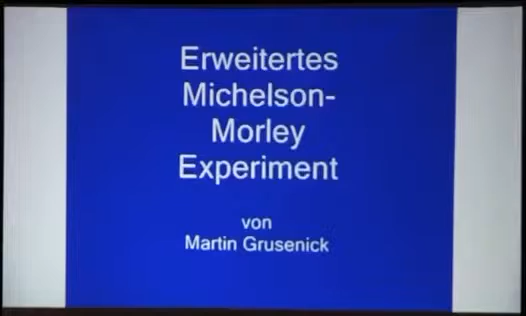 Erweitertes
Michelson-
Morley
Experiment
von
Martin Grusenick